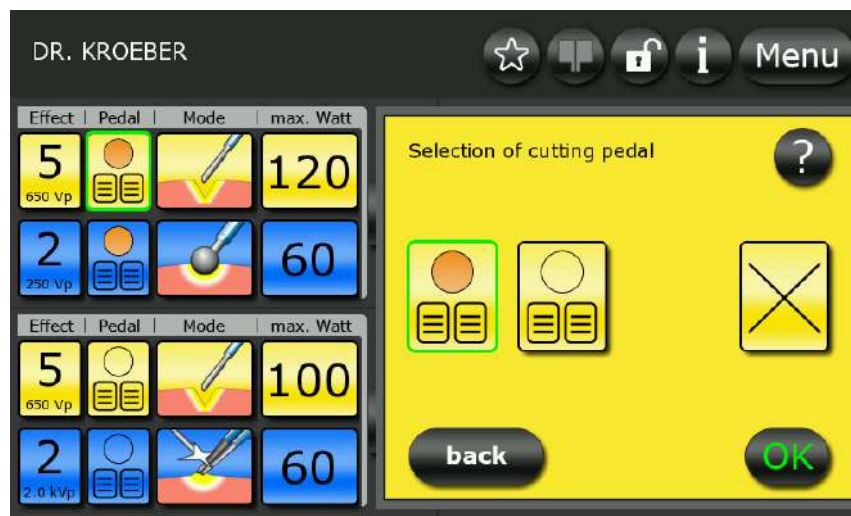 DR. KROEBER
i
Menu
Effect | Pedal | Mode | max. Watt
5
650 Vp
120
2
250 Vp
60
Effect | Pedal | Mode | max. Watt
5
650 Vp
100
2
2.0 kVp
60
Selection of cutting pedal
?
back
OK